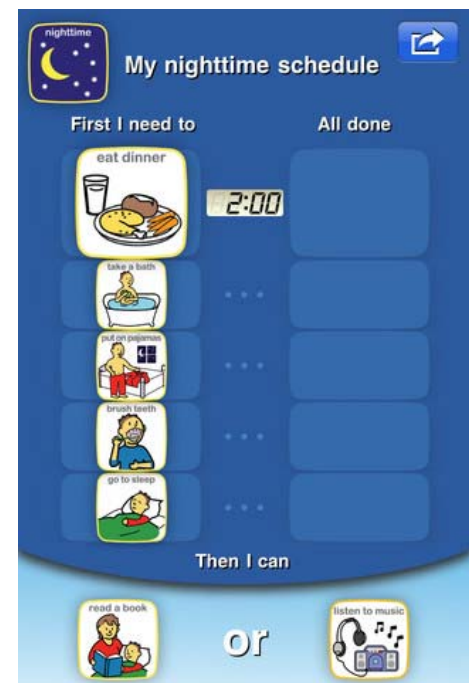 nighttime
My nighttime schedule
First I need to All done
eat dinner
2:00
take a bath
put on pajamas
brush teeth
go to sleep
Then I can
read a book
or
listen to music